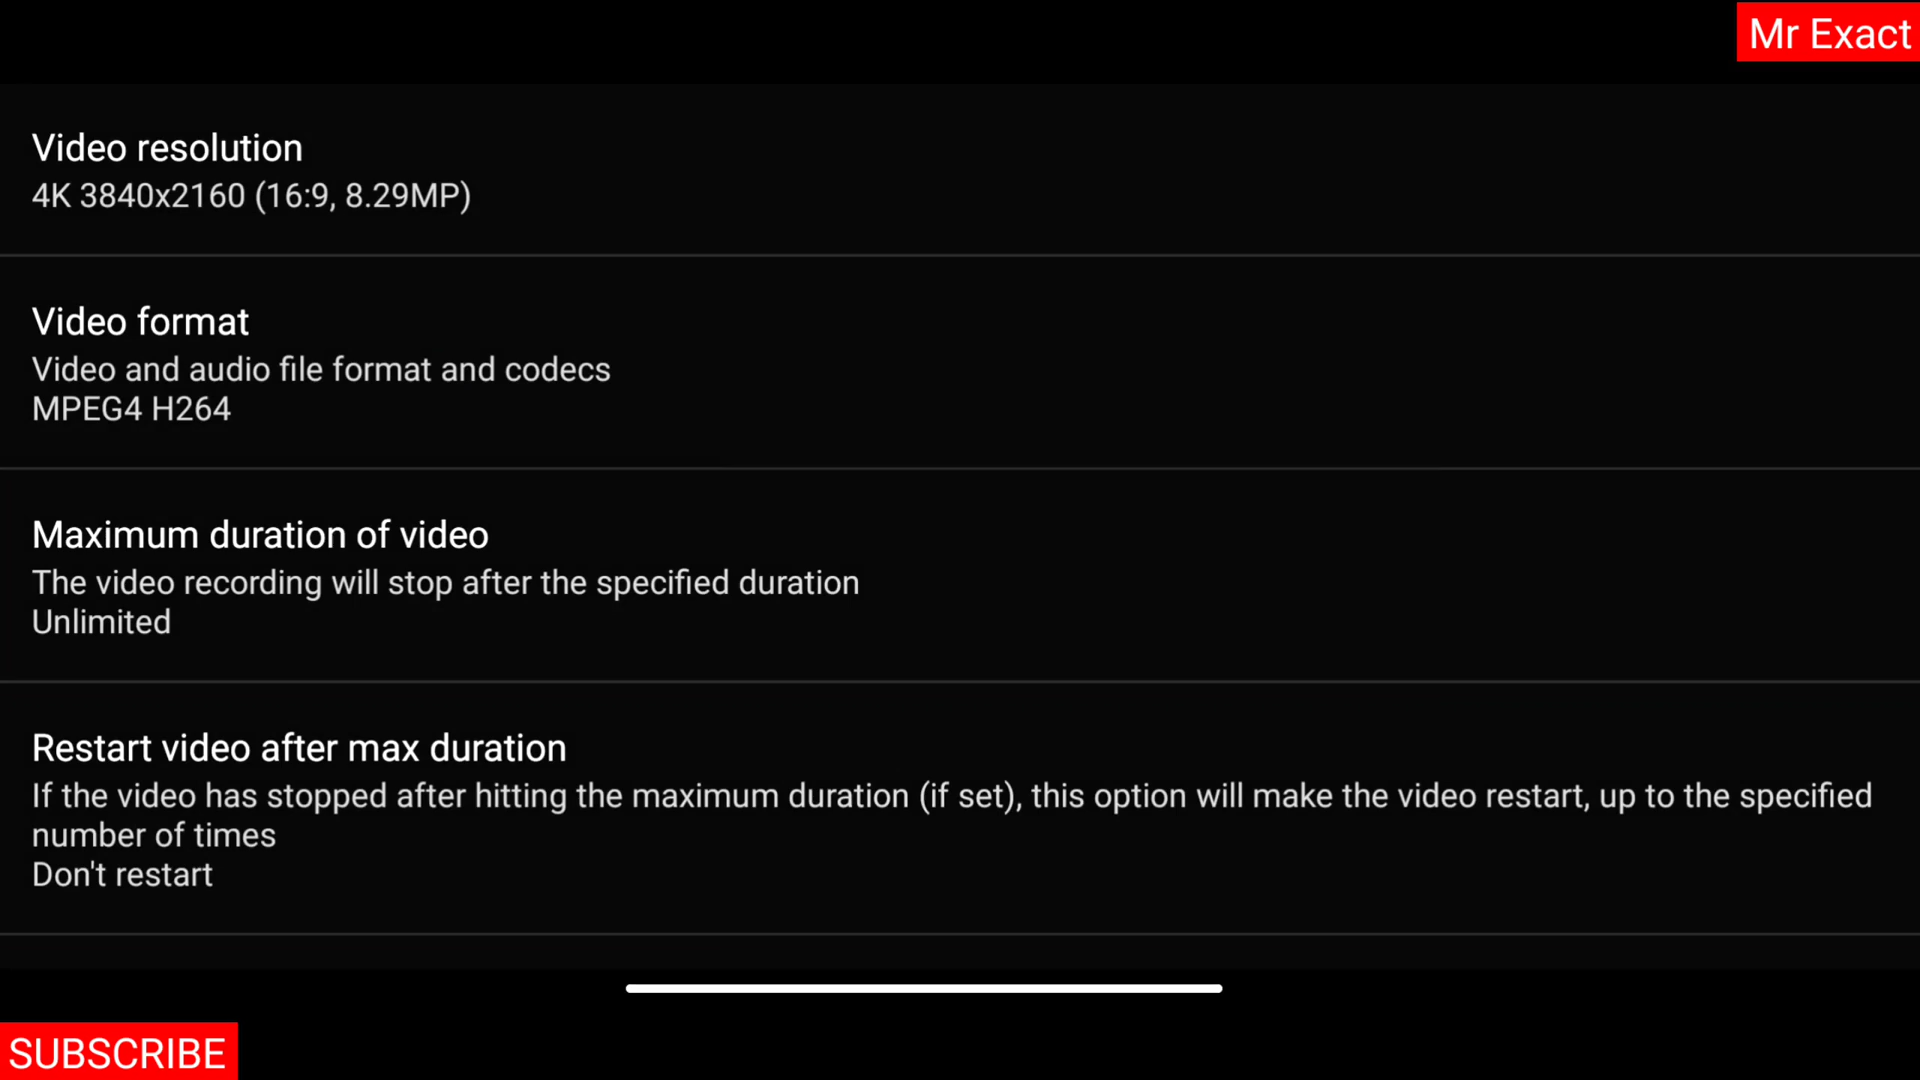 Mr Exact
Video resolution
4K 3840x2160 (16:9, 8.29MP)
Video format
Video and audio file format and codecs
MPEG4 H264
Maximum duration of video
The video recording will stop after the specified duration
Unlimited
Restart video after max duration
If the video has stopped after hitting the maximum duration (if set), this option will make the video restart, up to the specified
number of times
Don't restart
SUBSCRIBE